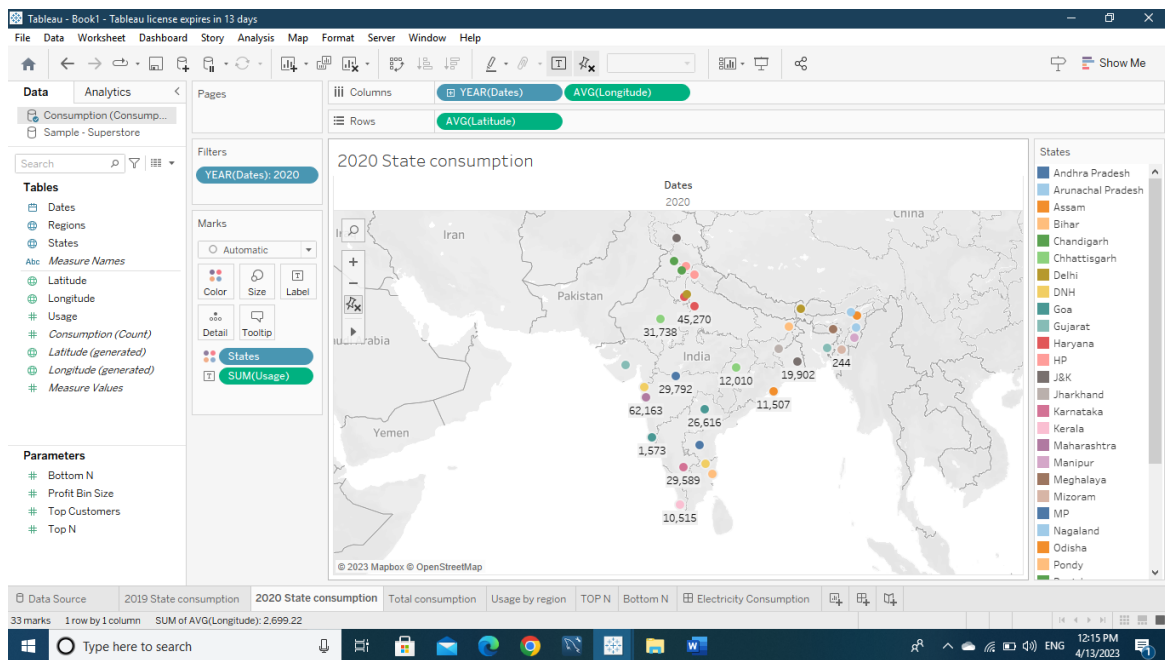 Tableau - Book1 - Tableau license expires in 13 days
File Data Worksheet Dashboard Story Analysis Map Format Server Window Help
Show Me
Data Analytics
Pages
Columns YEAR(Dates) AVG(Longitude)
Rows AVG(Latitude)
Consumption (Consump...
Sample - Superstore
Search
Tables
Dates
Regions
States
Abc Measure Names
Latitude
Longitude
Usage
Consumption (Count)
Latitude (generated)
Longitude (generated)
Measure Values
Parameters
Bottom N
Profit Bin Size
Top Customers
Top N
Filters
YEAR(Dates): 2020
Marks
Automatic
Color Size Label
Detail Tooltip
States
SUM(Usage)
2020 State consumption
Dates
2020
Iran
China
Pakistan
India
Yemen
31,738
45,270
244
19,902
12,010
29,792
11,507
62,163
26,616
1,573
29,589
10,515
© 2023 Mapbox © OpenStreetMap
States
Andhra Pradesh
Arunachal Pradesh
Assam
Bihar
Chandigarh
Chhattisgarh
Delhi
DNH
Goa
Gujarat
Haryana
HP
J&K
Jharkhand
Karnataka
Kerala
Maharashtra
Manipur
Meghalaya
Mizoram
MP
Nagaland
Odisha
Pondy
Data Source 2019 State consumption 2020 State consumption Total consumption Usage by region TOP N Bottom N Electricity Consumption
33 marks 1 row by 1 column SUM of AVG(Longitude): 2,699.22
Type here to search
ENG
12:15 PM
4/13/2023